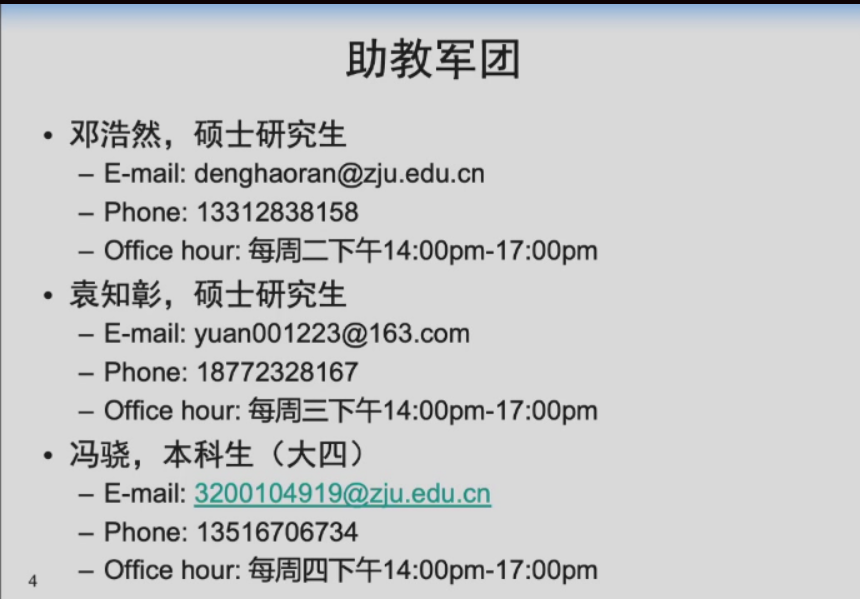 助教军团
• 邓浩然，硕士研究生
– E-mail: denghaoran@zju.edu.cn
– Phone: 13312838158
– Office hour: 每周二下午14:00pm-17:00pm
• 袁知彰，硕士研究生
– E-mail: yuan001223@163.com
– Phone: 18772328167
– Office hour: 每周三下午14:00pm-17:00pm
• 冯骁，本科生（大四）
– E-mail: 3200104919@zju.edu.cn
– Phone: 13516706734
– Office hour: 每周四下午14:00pm-17:00pm
4